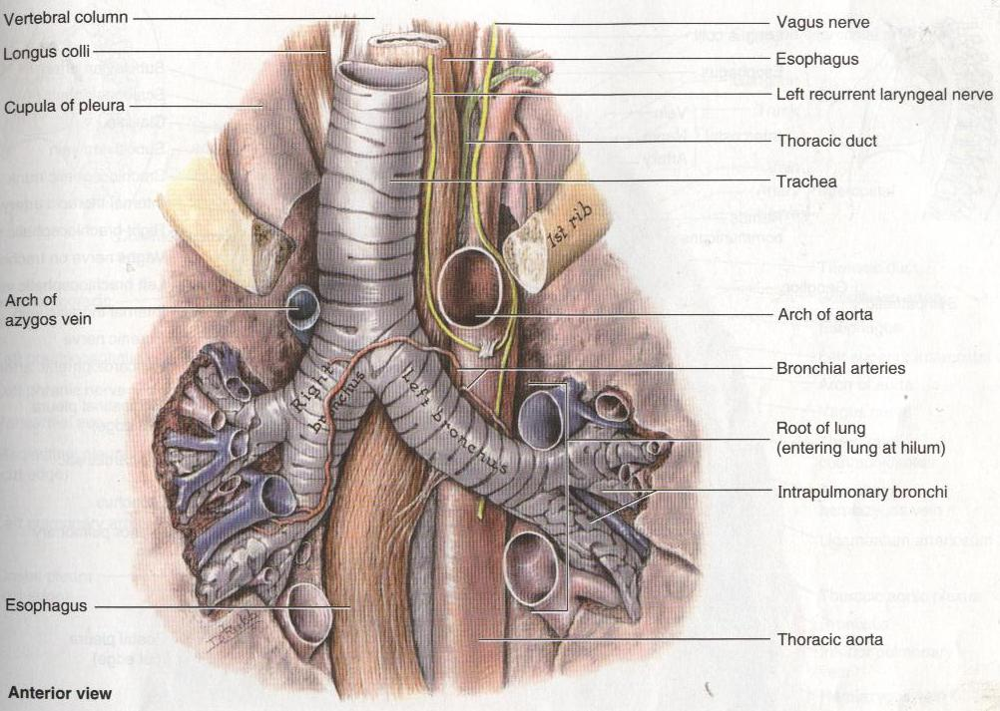 Vertebral column
Longus colli
Cupula of pleura
Arch of
azygos vein
Esophagus
Anterior view
Vagus nerve
Esophagus
Left recurrent laryngeal nerve
Thoracic duct
Trachea
1st rib
Arch of aorta
Bronchial arteries
Root of lung
(entering lung at hilum)
Intrapulmonary bronchi
Thoracic aorta
Right
bronchus
Left bronchus